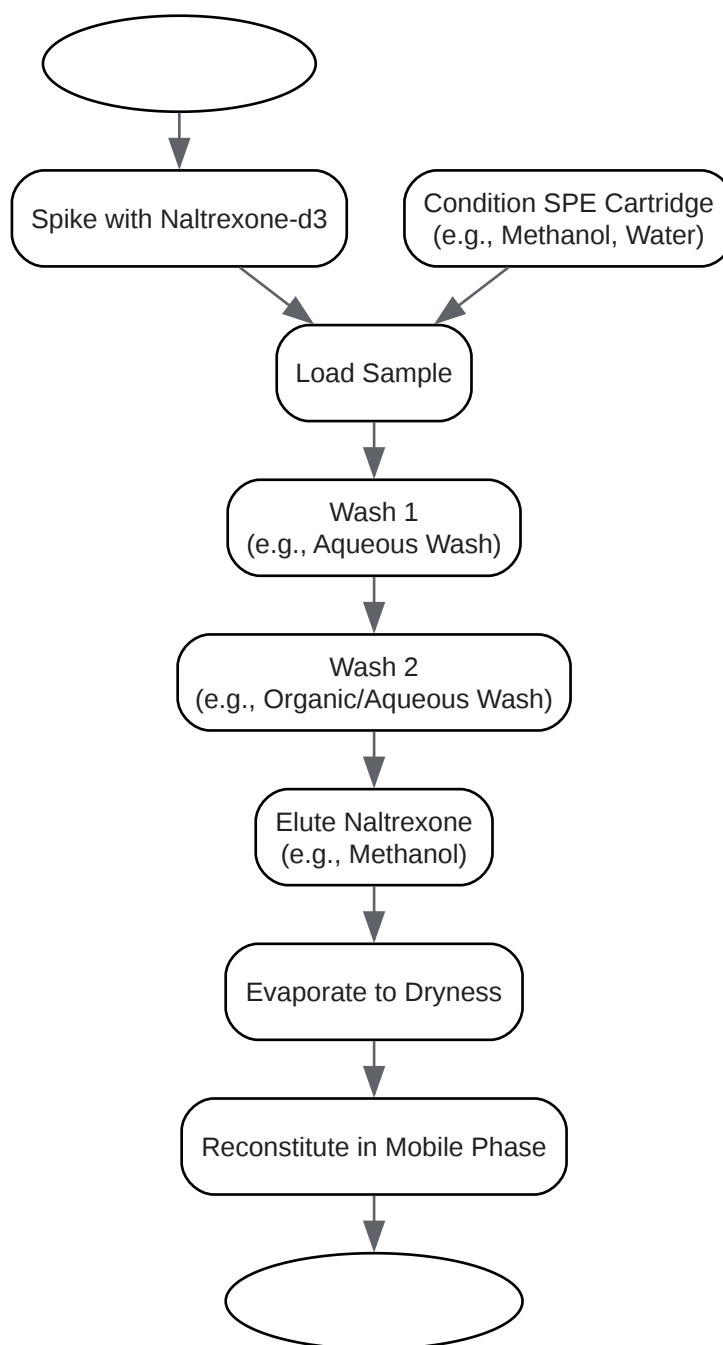 Spike with Naltrexone-d3
Condition SPE Cartridge
(e.g., Methanol, Water)
Load Sample
Wash 1
(e.g., Aqueous Wash)
Wash 2
(e.g., Organic/Aqueous Wash)
Elute Naltrexone
(e.g., Methanol)
Evaporate to Dryness
Reconstitute in Mobile Phase